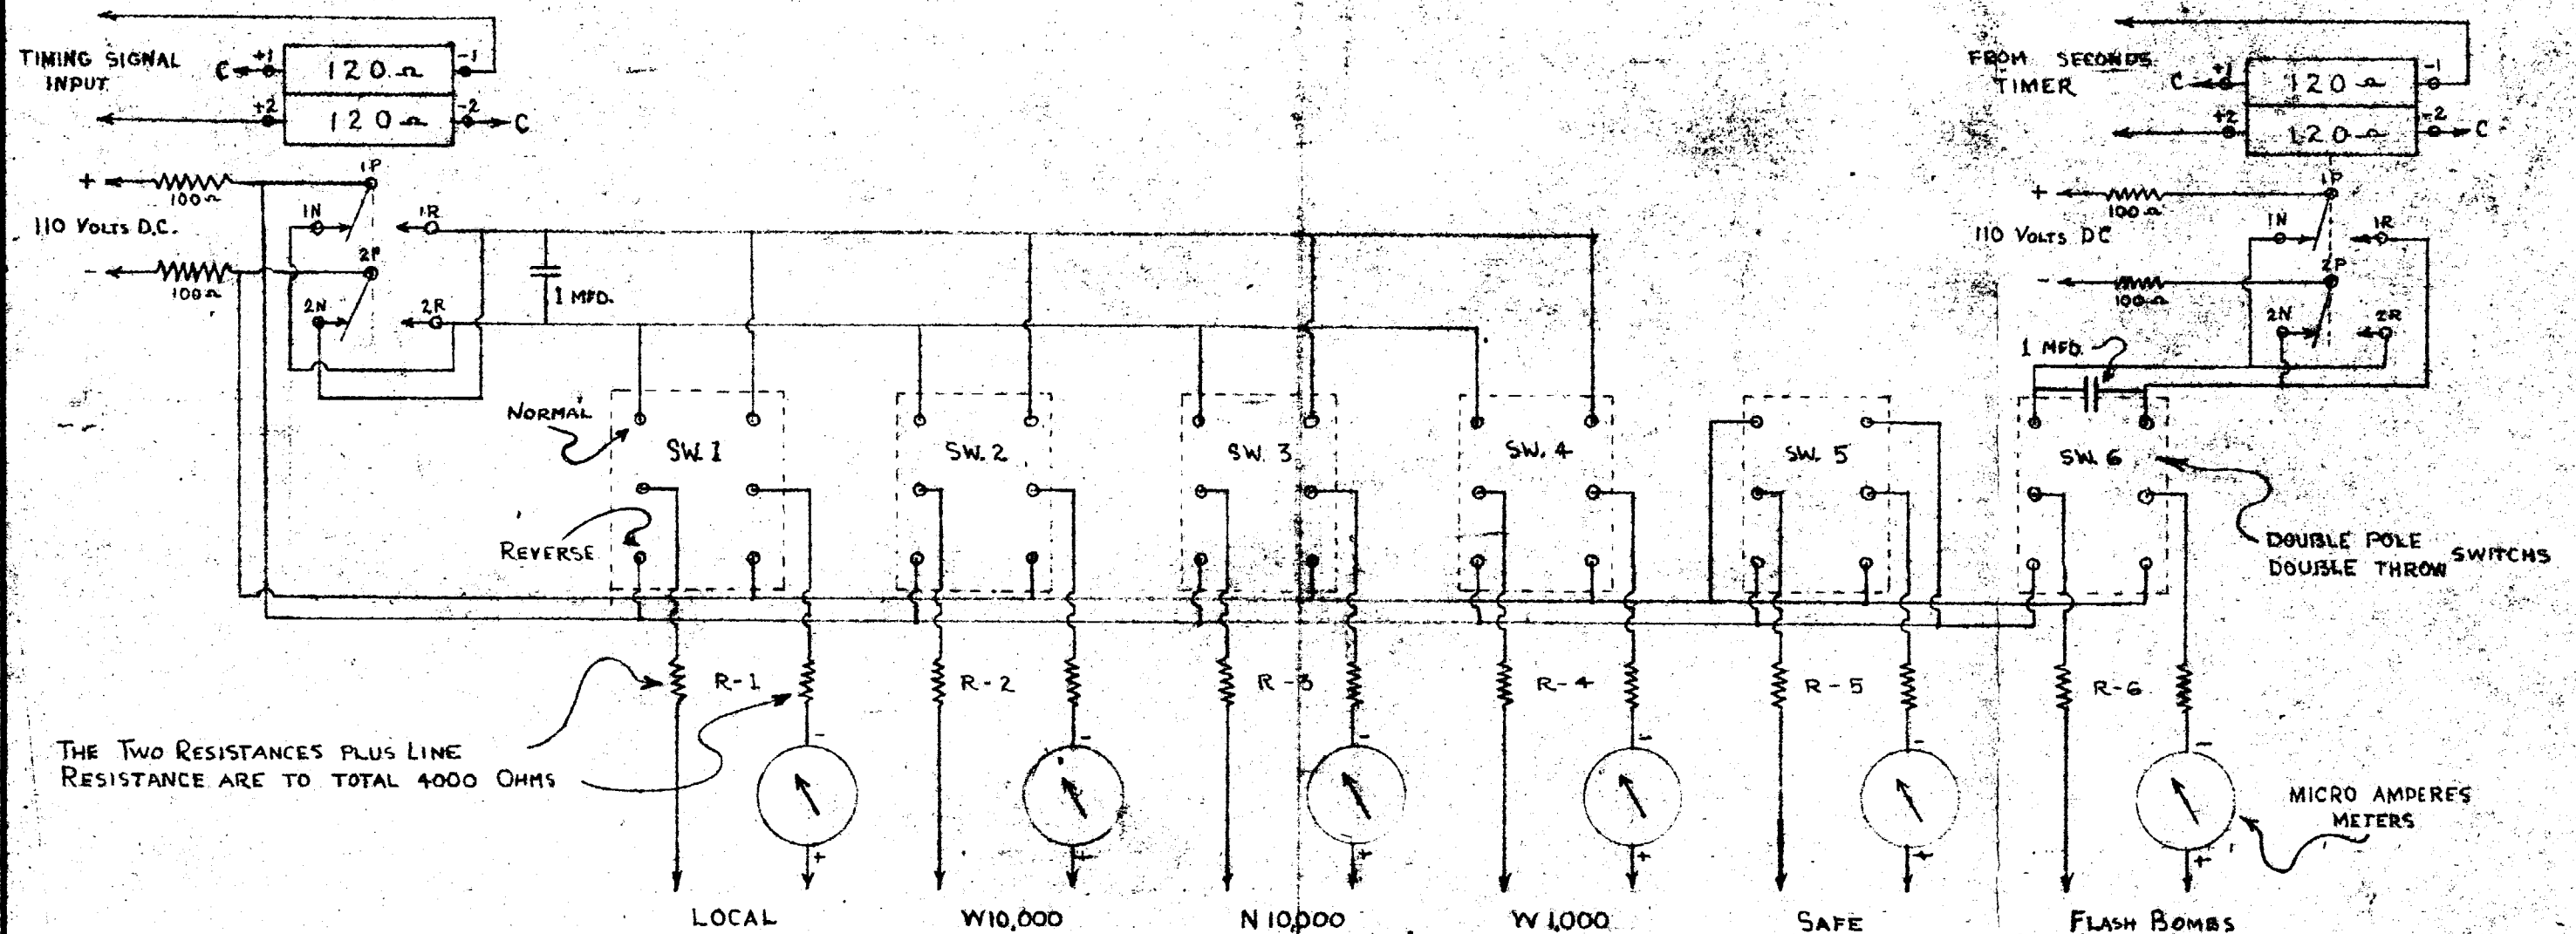 TIMING SIGNAL
INPUT
C
+1
120 Ω
-1
+2
120 Ω
-2
C
+
100 Ω
1P
110 VOLTS D.C.
1N
1R
-
100 Ω
2P
2N
2R
1 MFD.
FROM SECONDS
TIMER
C
+1
120 Ω
-1
+2
120 Ω
-2
C
+
100 Ω
1P
110 VOLTS DC
1N
1R
-
100 Ω
2P
2N
2R
1 MFD.
NORMAL
SW. 1
SW. 2
SW. 3
SW. 4
SW. 5
SW. 6
REVERSE
DOUBLE POLE
DOUBLE THROW SWITCHS
R-1
R-2
R-3
R-4
R-5
R-6
THE TWO RESISTANCES PLUS LINE
RESISTANCE ARE TO TOTAL 4000 OHMS
-
-
-
-
-
-
MICRO AMPERES
METERS
+
+
+
+
+
+
LOCAL
W10,000
N 10,000
W 1,000
SAFE
FLASH BOMBS